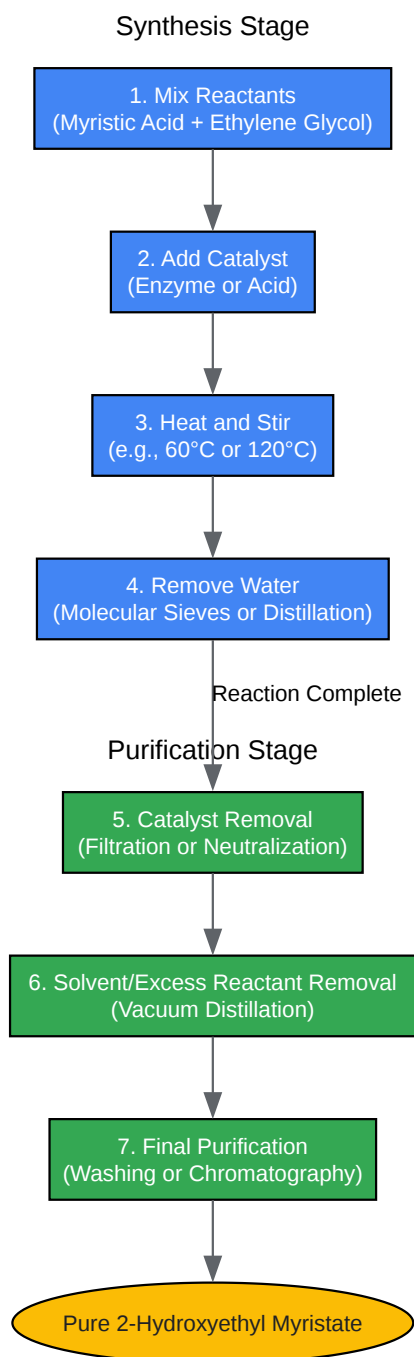 Synthesis Stage
1. Mix Reactants
(Myristic Acid + Ethylene Glycol)
2. Add Catalyst
(Enzyme or Acid)
3. Heat and Stir
(e.g., 60°C or 120°C)
4. Remove Water
(Molecular Sieves or Distillation)
Reaction Complete
Purification Stage
5. Catalyst Removal
(Filtration or Neutralization)
6. Solvent/Excess Reactant Removal
(Vacuum Distillation)
7. Final Purification
(Washing or Chromatography)
Pure 2-Hydroxyethyl Myristate